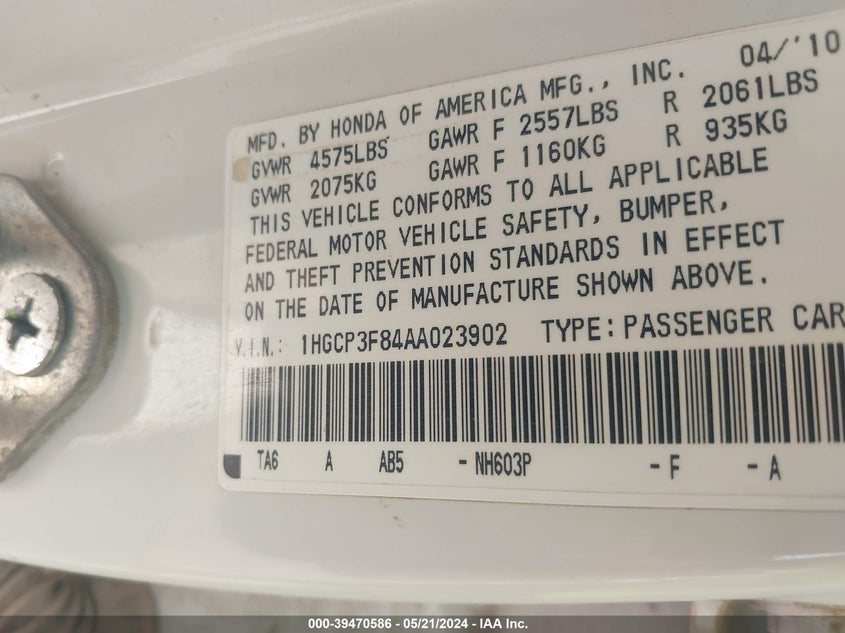 04/'10
MFD. BY HONDA OF AMERICA MFG., INC.
GVWR 4575LBS GAWR F 2557LBS R 2061LBS
GVWR 2075KG GAWR F 1160KG R 935KG
THIS VEHICLE CONFORMS TO ALL APPLICABLE
FEDERAL MOTOR VEHICLE SAFETY, BUMPER,
AND THEFT PREVENTION STANDARDS IN EFFECT
ON THE DATE OF MANUFACTURE SHOWN ABOVE.
V.I.N.: 1HGCP3F84AA023902 TYPE: PASSENGER CAR
TA6 A AB5 - NH603P - F - A
000-39470586 / 05/21/2024 - IAA Inc.